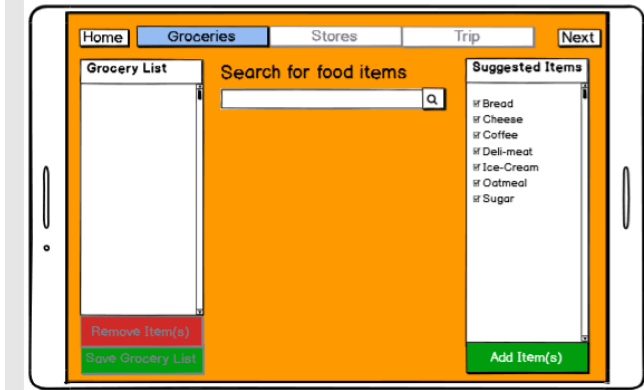 Home
Groceries
Stores
Trip
Next
Grocery List
Search for food items
Suggested Items
Bread
Cheese
Coffee
Deli-meat
Ice-Cream
Oatmeal
Sugar
Remove Item(s)
Save Grocery List
Add Item(s)